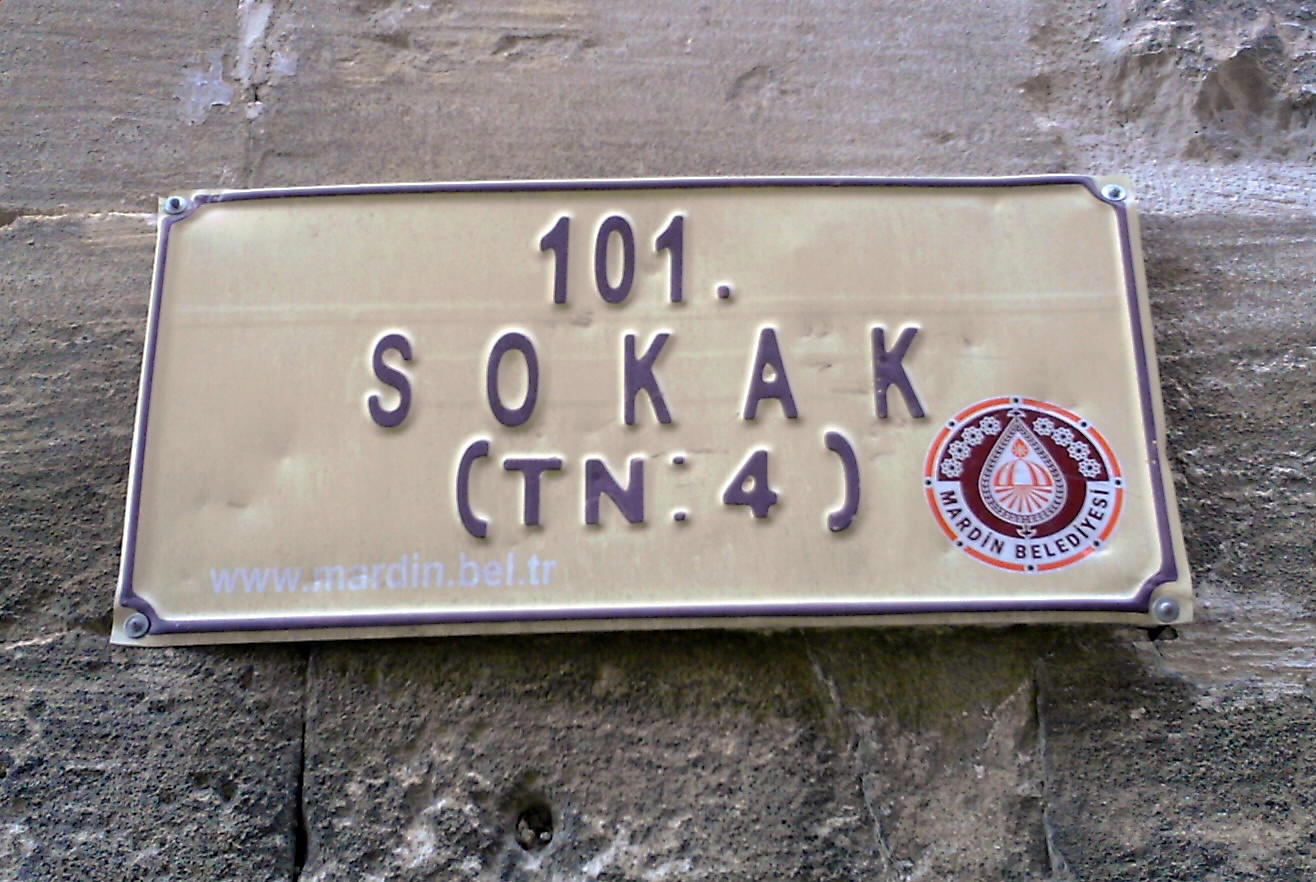 101.
SOKAK
(TN:4)
www.mardin.bel.tr
MARDİN BELEDİYESİ